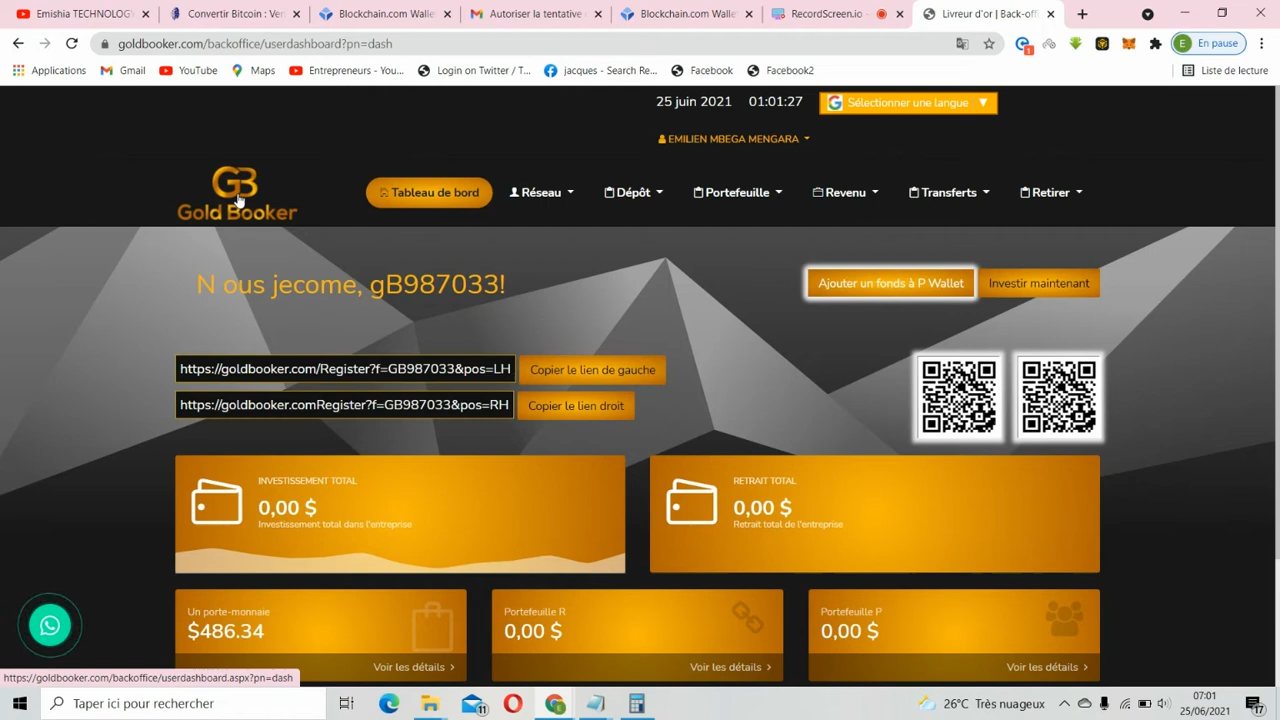 Emishia TECHNOLOGY
Convertir Bitcoin : Ven
Blockchain.com Walle
Autoriser la tentative
Blockchain.com Walle
RecordScreen.io -
Livreur d'or | Back-off
goldbooker.com/backoffice/userdashboard?pn=dash
E En pause
Applications
Gmail
YouTube
Maps
Entrepreneurs - You...
Login on Twitter / T...
jacques - Search Re...
Facebook
Facebook2
Liste de lecture
25 juin 2021 01:01:27
Sélectionner une langue ▼
EMILIEN MBEGA MENGARA
GB
Gold Booker
Tableau de bord
Réseau
Dépôt
Portefeuille
Revenu
Transferts
Retirer
N ous jecome, gB987033!
Ajouter un fonds à P Wallet
Investir maintenant
https://goldbooker.com/Register?f=GB987033&pos=LH
Copier le lien de gauche
https://goldbooker.comRegister?f=GB987033&pos=RH
Copier le lien droit
INVESTISSEMENT TOTAL
0,00 $
Investissement total dans l'entreprise
RETRAIT TOTAL
0,00 $
Retrait total de l'entreprise
Un porte-monnaie
$486.34
Voir les détails
Portefeuille R
0,00 $
Voir les détails
Portefeuille P
0,00 $
Voir les détails
https://goldbooker.com/backoffice/userdashboard.aspx?pn=dash
Taper ici pour rechercher
11
26°C Très nuageux
07:01
25/06/2021
17